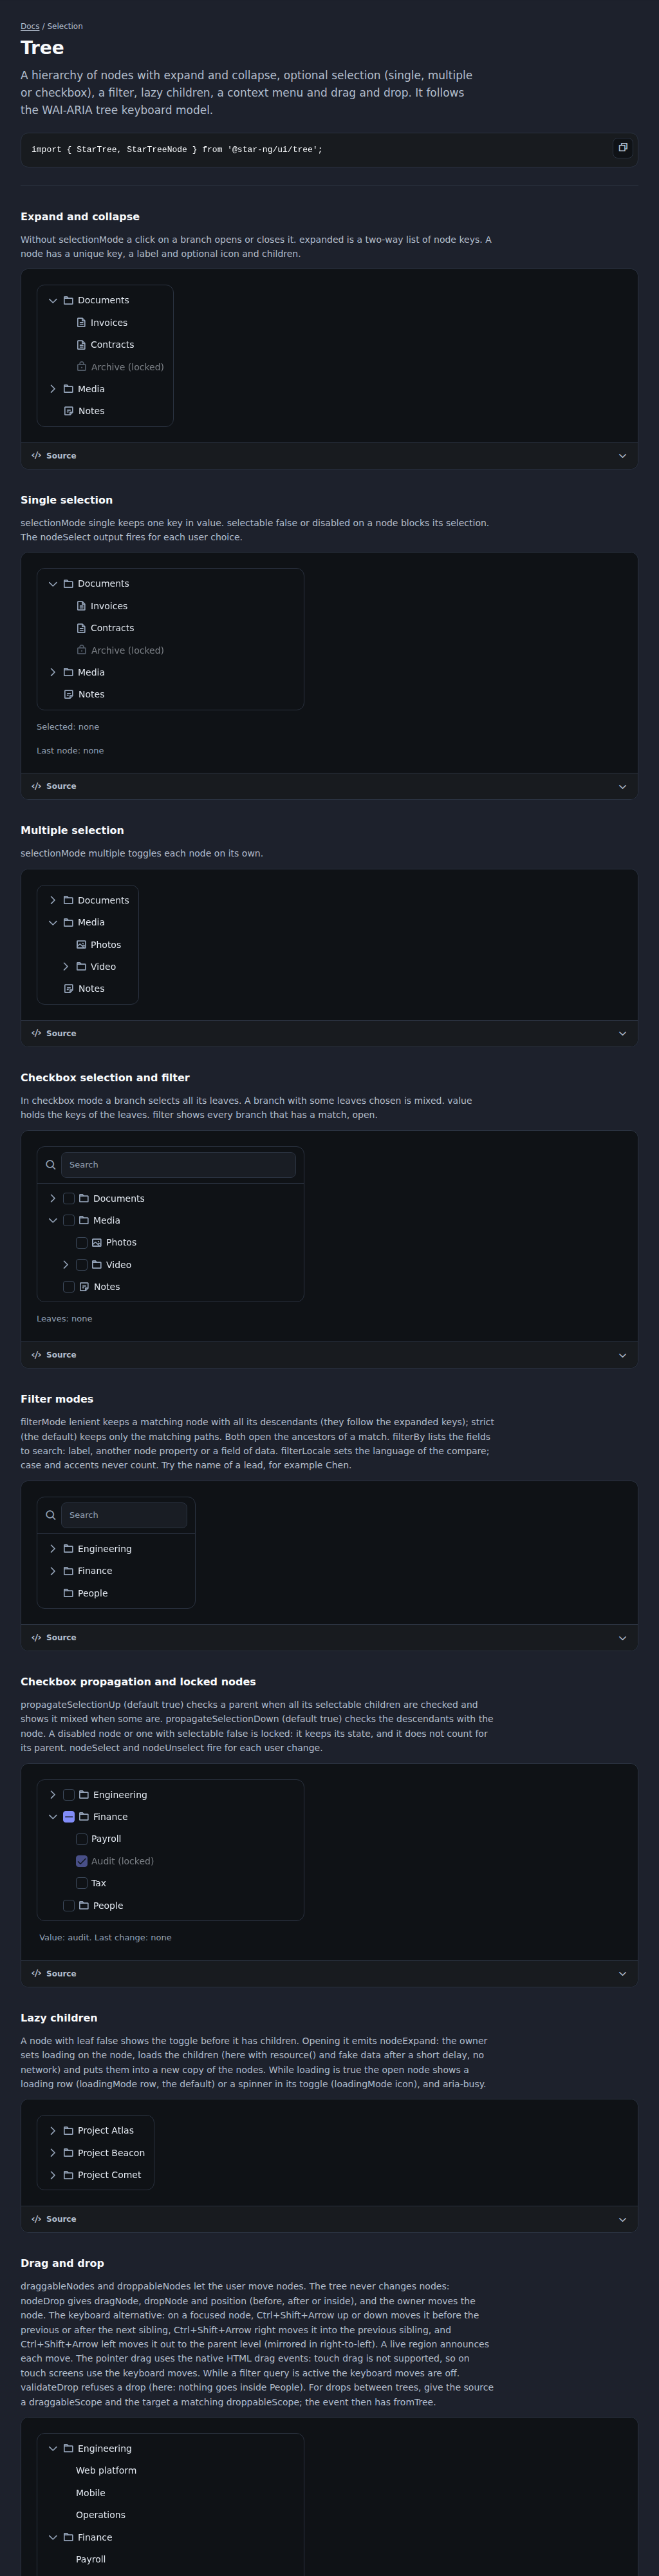 Docs / Selection
Tree
A hierarchy of nodes with expand and collapse, optional selection (single, multiple
or checkbox), a filter, lazy children, a context menu and drag and drop. It follows
the WAI-ARIA tree keyboard model.
import { StarTree, StarTreeNode } from '@star-ng/ui/tree';
Expand and collapse
Without selectionMode a click on a branch opens or closes it. expanded is a two-way list of node keys. A
node has a unique key, a label and optional icon and children.
Documents
Invoices
Contracts
Archive (locked)
Media
Notes
Source
Single selection
selectionMode single keeps one key in value. selectable false or disabled on a node blocks its selection.
The nodeSelect output fires for each user choice.
Documents
Invoices
Contracts
Archive (locked)
Media
Notes
Selected: none
Last node: none
Source
Multiple selection
selectionMode multiple toggles each node on its own.
Documents
Media
Photos
Video
Notes
Source
Checkbox selection and filter
In checkbox mode a branch selects all its leaves. A branch with some leaves chosen is mixed. value
holds the keys of the leaves. filter shows every branch that has a match, open.
Search
Documents
Media
Photos
Video
Notes
Leaves: none
Source
Filter modes
filterMode lenient keeps a matching node with all its descendants (they follow the expanded keys); strict
(the default) keeps only the matching paths. Both open the ancestors of a match. filterBy lists the fields
to search: label, another node property or a field of data. filterLocale sets the language of the compare;
case and accents never count. Try the name of a lead, for example Chen.
Search
Engineering
Finance
People
Source
Checkbox propagation and locked nodes
propagateSelectionUp (default true) checks a parent when all its selectable children are checked and
shows it mixed when some are. propagateSelectionDown (default true) checks the descendants with the
node. A disabled node or one with selectable false is locked: it keeps its state, and it does not count for
its parent. nodeSelect and nodeUnselect fire for each user change.
Engineering
Finance
Payroll
Audit (locked)
Tax
People
Value: audit. Last change: none
Source
Lazy children
A node with leaf false shows the toggle before it has children. Opening it emits nodeExpand: the owner
sets loading on the node, loads the children (here with resource() and fake data after a short delay, no
network) and puts them into a new copy of the nodes. While loading is true the open node shows a
loading row (loadingMode row, the default) or a spinner in its toggle (loadingMode icon), and aria-busy.
Project Atlas
Project Beacon
Project Comet
Source
Drag and drop
draggableNodes and droppableNodes let the user move nodes. The tree never changes nodes:
nodeDrop gives dragNode, dropNode and position (before, after or inside), and the owner moves the
node. The keyboard alternative: on a focused node, Ctrl+Shift+Arrow up or down moves it before the
previous or after the next sibling, Ctrl+Shift+Arrow right moves it into the previous sibling, and
Ctrl+Shift+Arrow left moves it out to the parent level (mirrored in right-to-left). A live region announces
each move. The pointer drag uses the native HTML drag events: touch drag is not supported, so on
touch screens use the keyboard moves. While a filter query is active the keyboard moves are off.
validateDrop refuses a drop (here: nothing goes inside People). For drops between trees, give the source
a draggableScope and the target a matching droppableScope; the event then has fromTree.
Engineering
Web platform
Mobile
Operations
Finance
Payroll